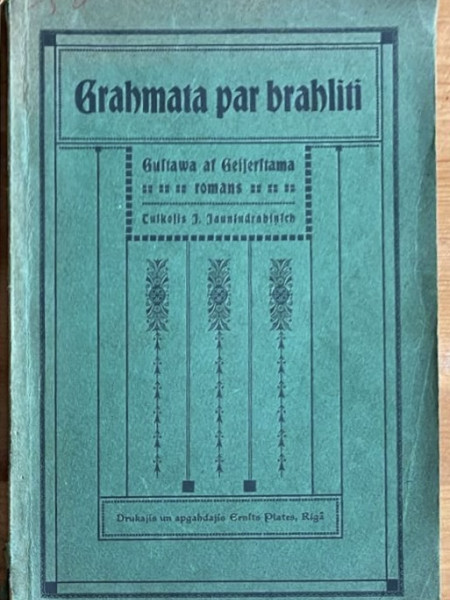 Grahmata par brahliti
Gustawa af Geijerstama
romans
Tulkojis J. Jaunsudrabiņsch
Drukajis un apgahdajis Ernsts Plates, Rigā